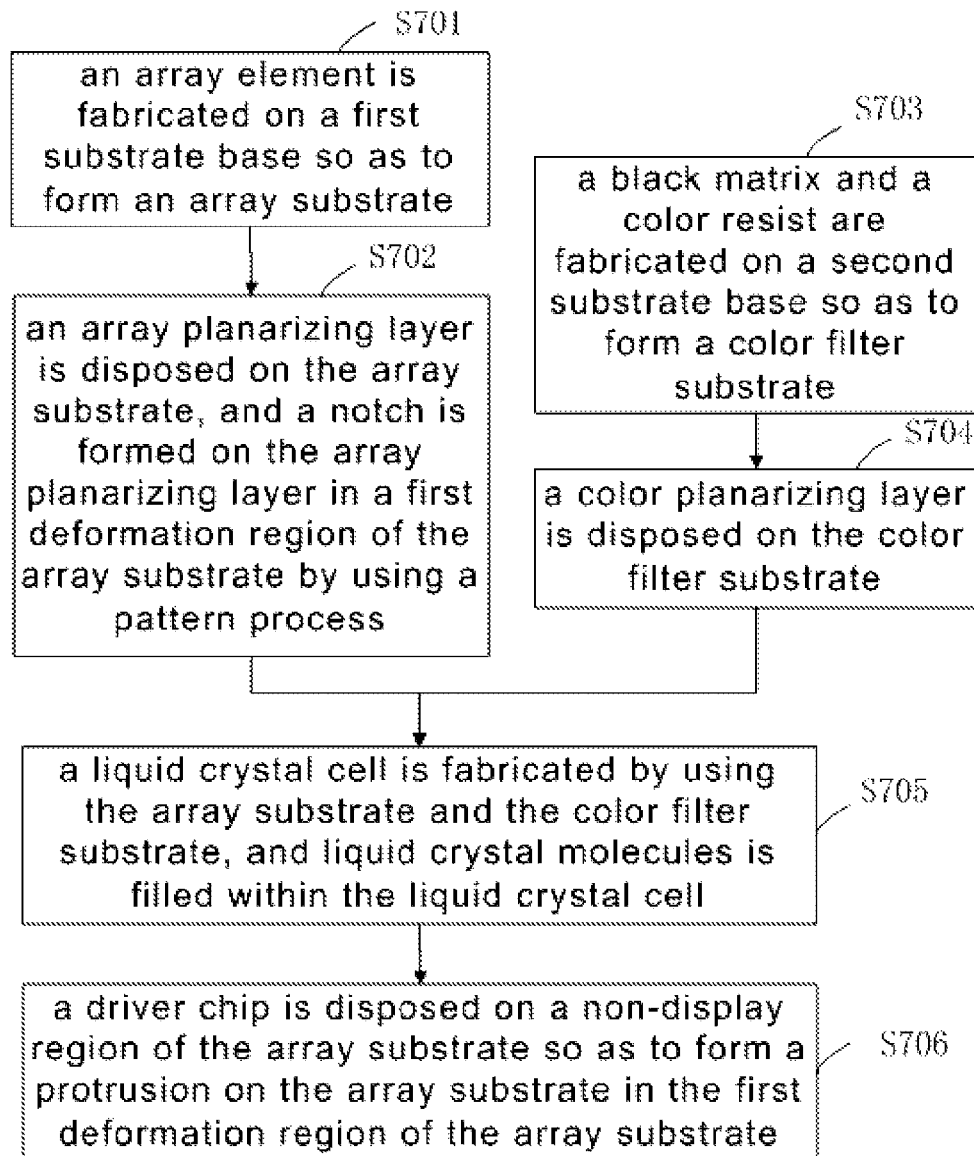 S701
an array element is
fabricated on a first
substrate base so as to
form an array substrate
S702
an array planarizing layer
is disposed on the array
substrate, and a notch is
formed on the array
planarizing layer in a first
deformation region of the
array substrate by using a
pattern process
S703
a black matrix and a
color resist are
fabricated on a second
substrate base so as to
form a color filter
substrate
S704
a color planarizing layer
is disposed on the color
filter substrate
a liquid crystal cell is fabricated by using
the array substrate and the color filter
substrate, and liquid crystal molecules is
filled within the liquid crystal cell
S705
a driver chip is disposed on a non-display
region of the array substrate so as to form a
protrusion on the array substrate in the first
deformation region of the array substrate
S706